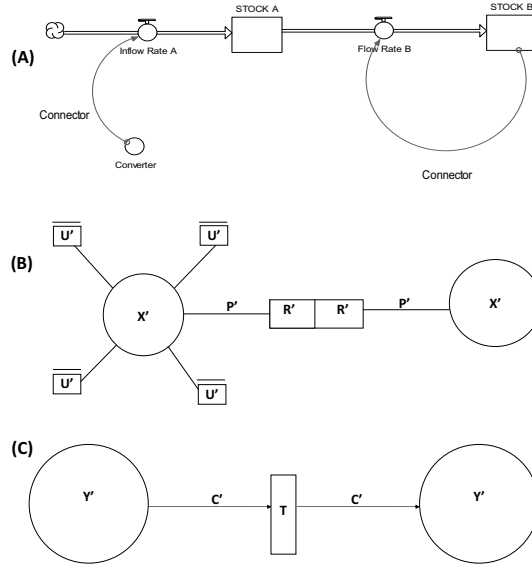 STOCK A
STOCK B
(A)
Inflow Rate A
Flow Rate B
Connector
Converter
Connector
U'
U'
(B)
X'
P'
R'
R'
P'
X'
U'
U'
(C)
Y'
C'
T
C'
Y'